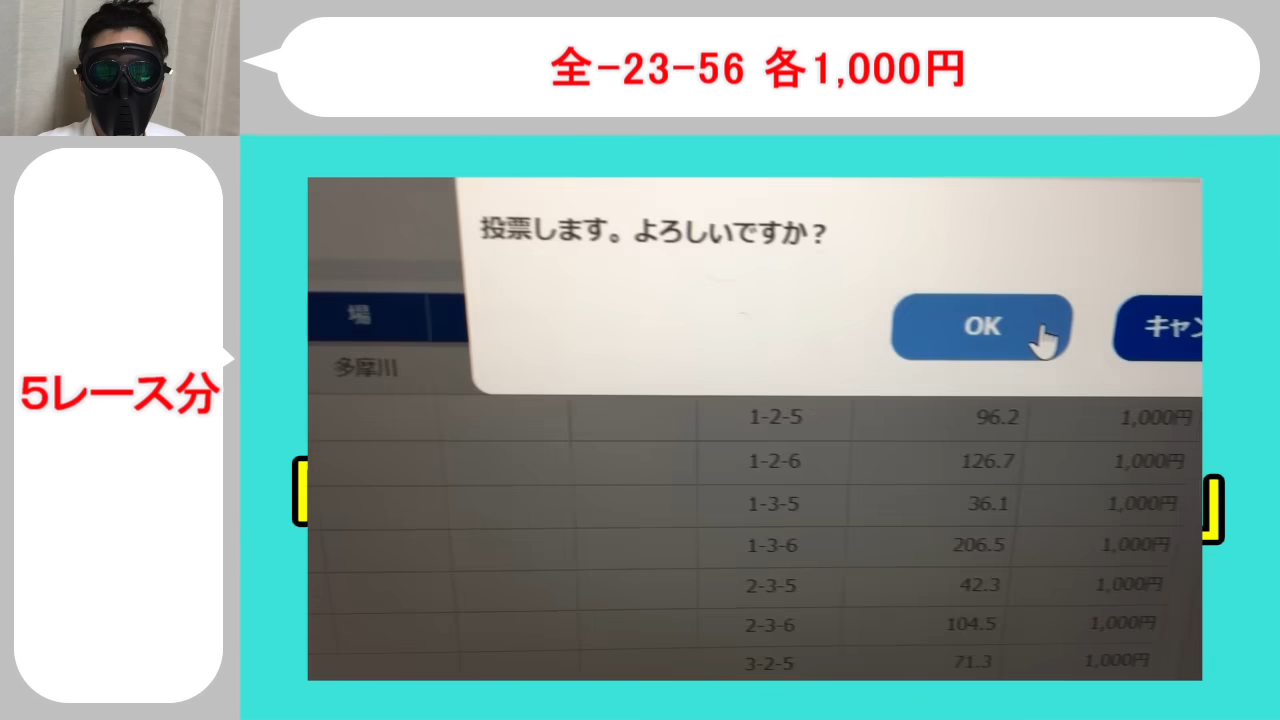 全-23-56 各1,000円
5レース分
投票します。よろしいですか?
OK
場
多摩川
1-2-5 96.2 1,000円
1-2-6 126.7 1,000円
1-3-5 36.1 1,000円
1-3-6 206.5 1,000円
2-3-5 42.3 1,000円
2-3-6 104.5 1,000円
3-2-5 71.3 1,000円